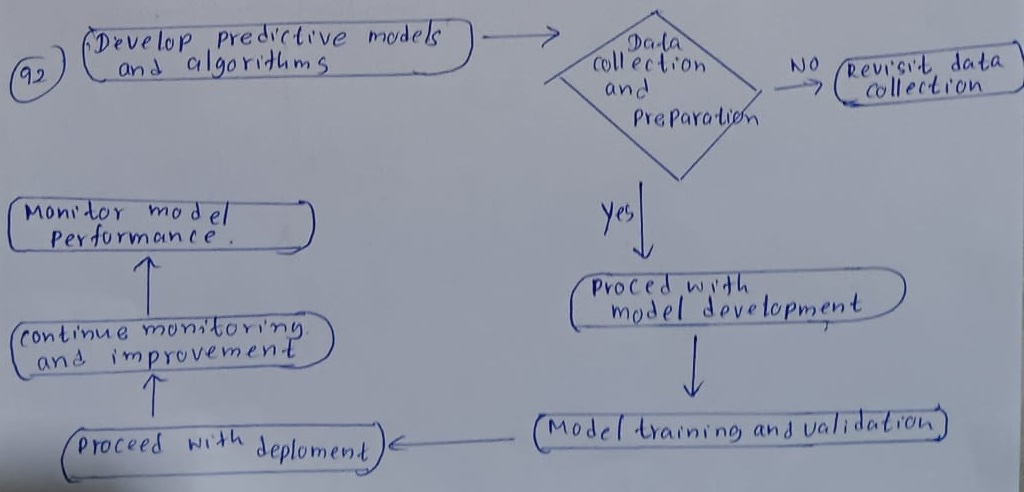 92
Develop predictive models
and algorithms
Data
collection
and
preparation
NO
Revisit data
collection
Yes
Proced with
model development
Model training and validation
Proceed with deploment
continue monitoring
and improvement
Monitor model
performance.